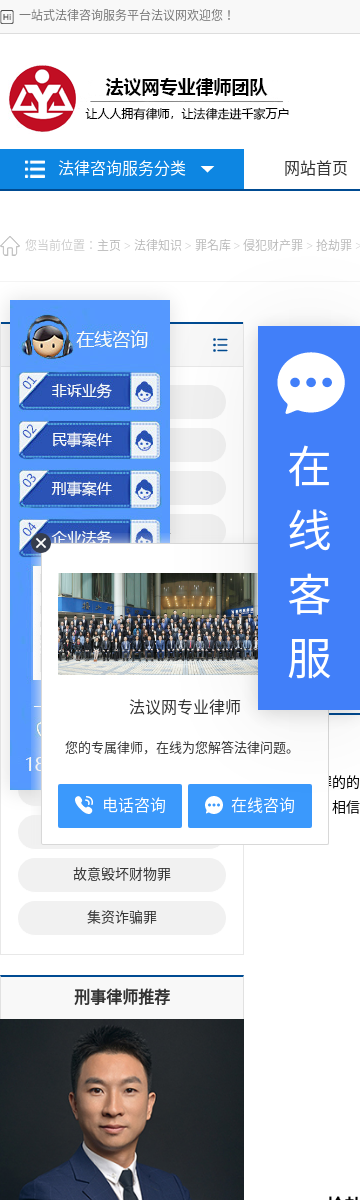 Hi 一站式法律咨询服务平台法议网欢迎您！
法议网专业律师团队
让人人拥有律师，让法律走进千家万户
法律咨询服务分类
网站首页
您当前位置：主页 > 法律知识 > 罪名库 > 侵犯财产罪 > 抢劫罪 >
在线咨询
01 非诉业务
02 民事案件
03 刑事案件
04 企业法务
18
在线客服
法议网专业律师
您的专属律师，在线为您解答法律问题。
电话咨询
在线咨询
罪的的
相信
故意毁坏财物罪
集资诈骗罪
刑事律师推荐